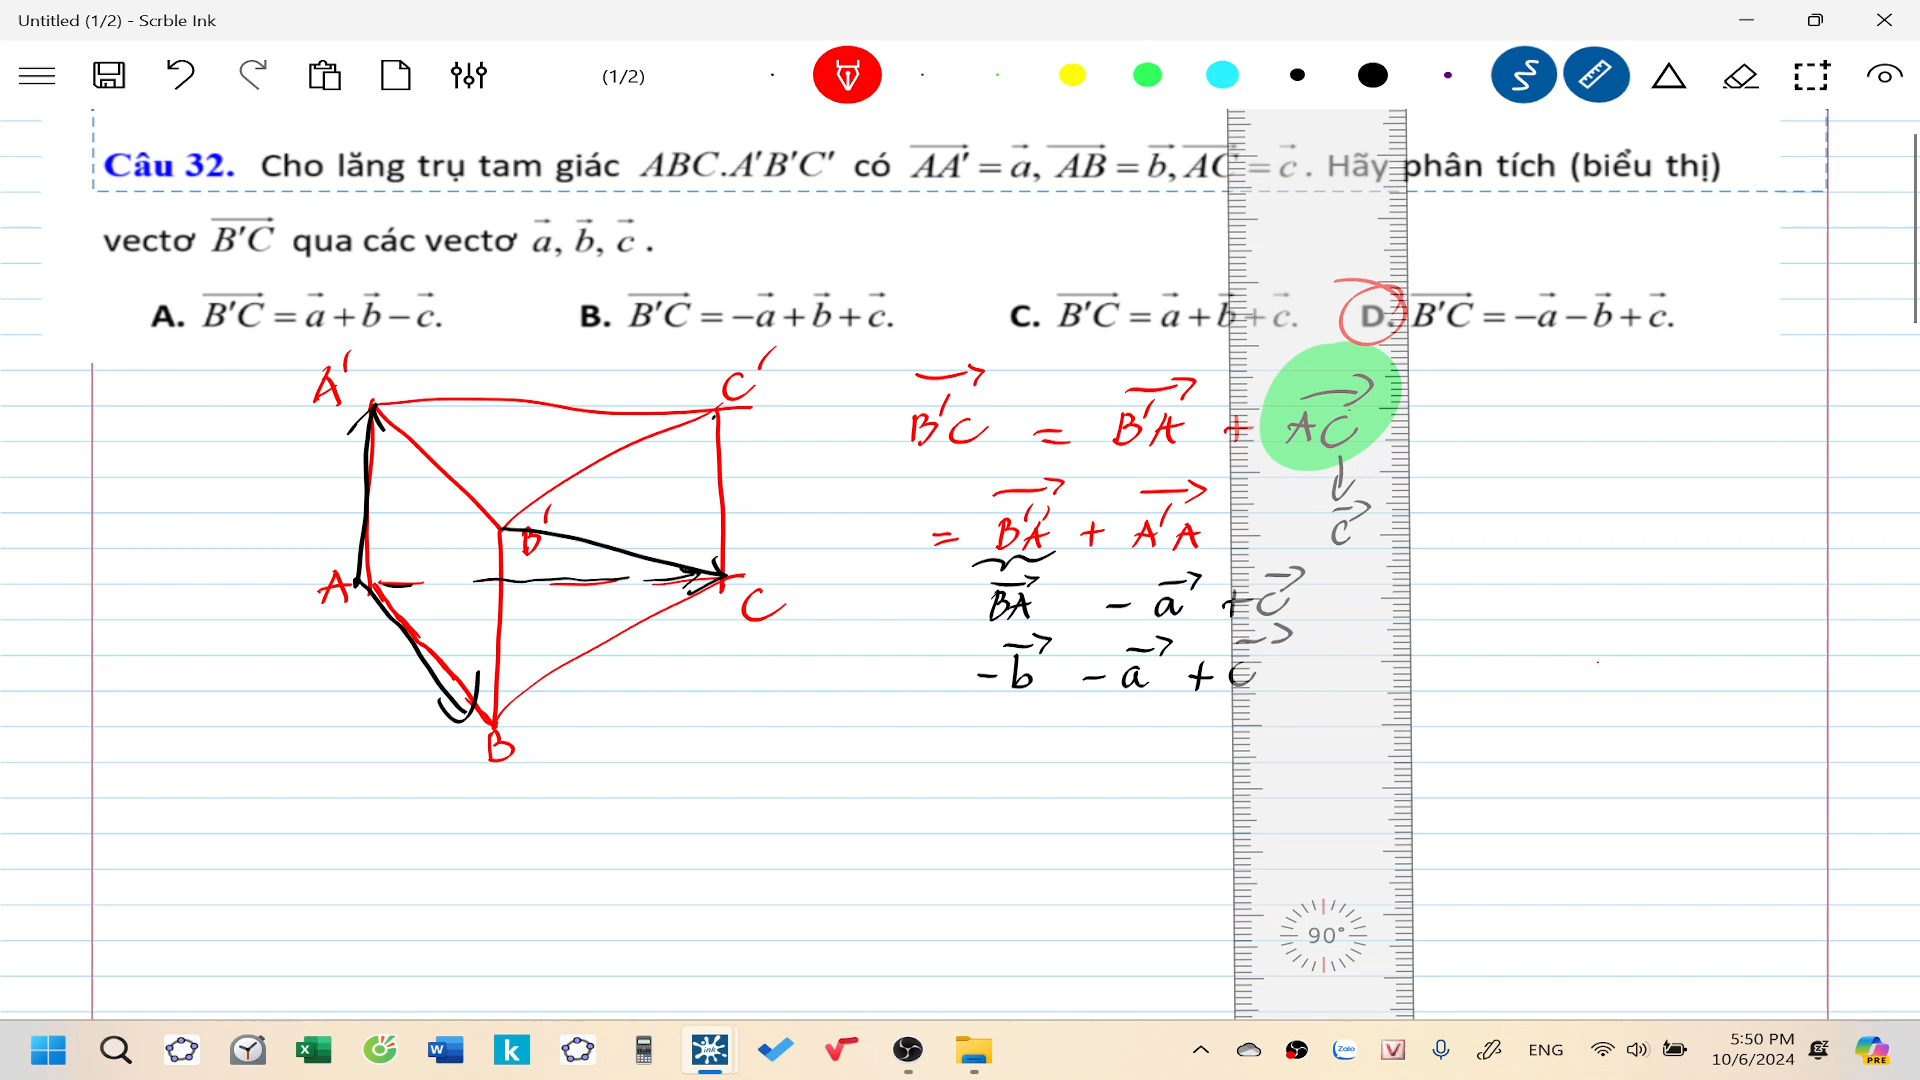 Untitled (1/2) - Scrble Ink
(1/2)
Câu 32. Cho lăng trụ tam giác ABC.A'B'C' có AA' = a, AB = b, AC = c. Hãy phân tích (biểu thị)
vectơ B'C qua các vectơ a, b, c.
A. B'C = a + b − c. B. B'C = −a + b + c. C. B'C = a + b + c. D. B'C = −a − b + c.
A' C'
B'C = B'A + AC
B' = B'A' + A'A c
A C
BA − a + c
−b − a + c
B
90°
ENG
5:50 PM
10/6/2024